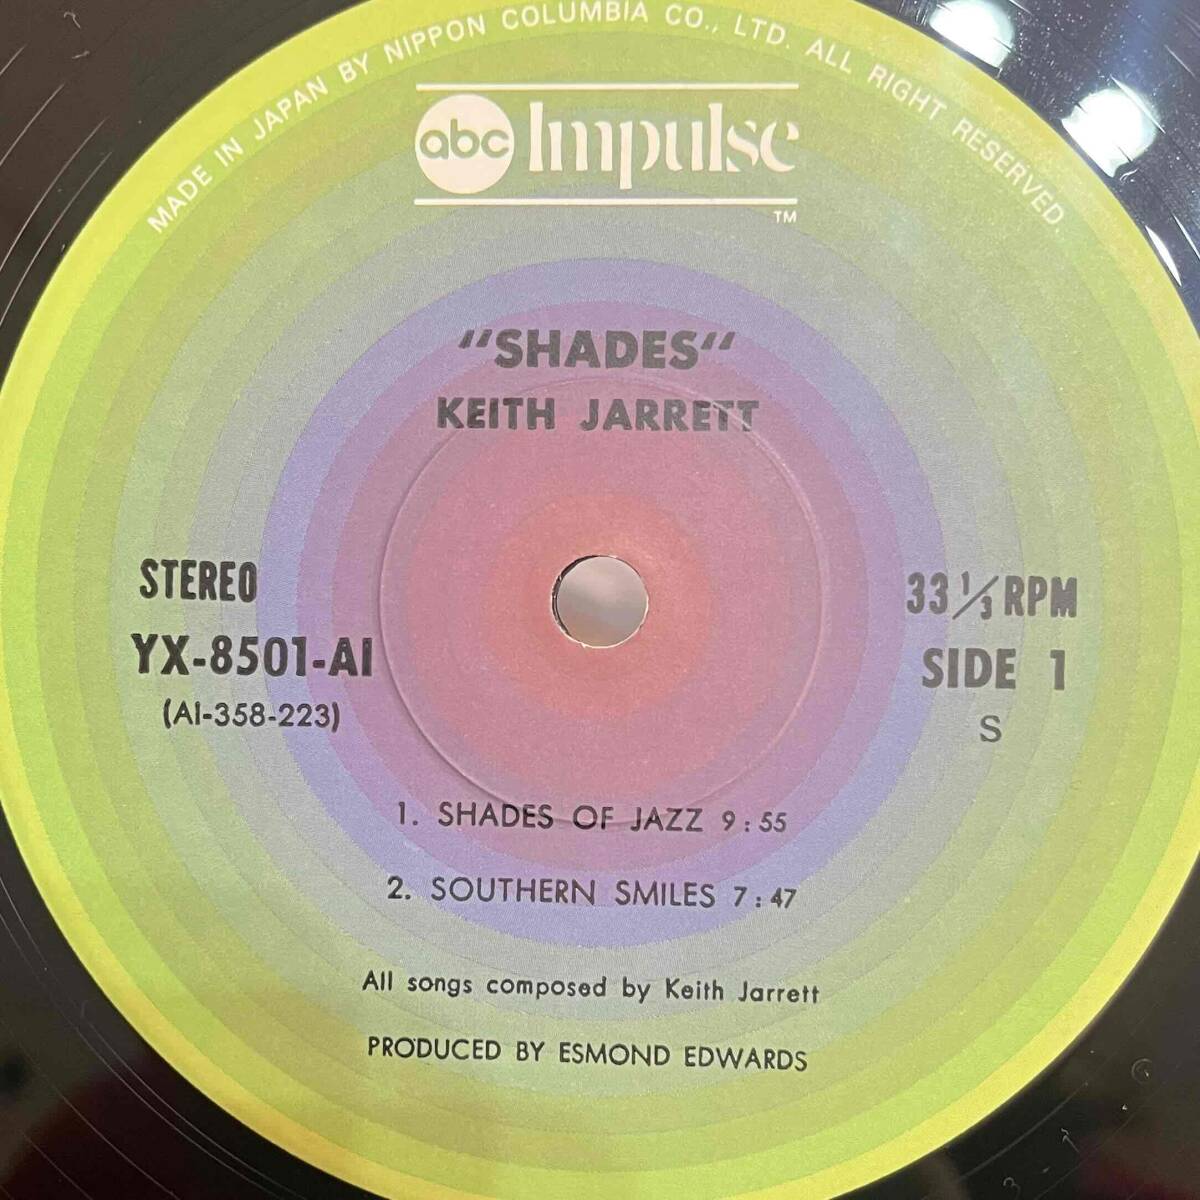 MADE IN JAPAN BY NIPPON COLUMBIA CO., LTD. ALL RIGHT RESERVED.
abc Impulse
TM
"SHADES"
KEITH JARRETT
STEREO
33 1/3 RPM
YX-8501-AI
SIDE 1
(AI-358-223)
S
1. SHADES OF JAZZ 9:55
2. SOUTHERN SMILES 7:47
All songs composed by Keith Jarrett
PRODUCED BY ESMOND EDWARDS